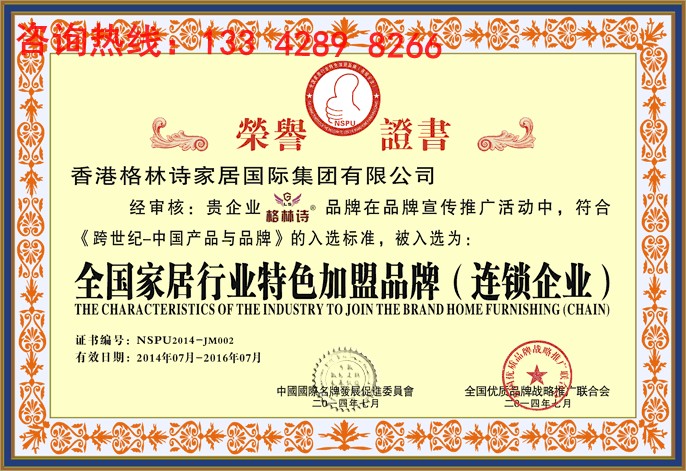 咨询热线：133 4289 8266
NSPU
榮譽 證書
香港格林诗家居国际集团有限公司
经审核：贵企业 格林诗® 品牌在品牌宣传推广活动中，符合
《跨世纪-中国产品与品牌》的入选标准，被入选为：
全国家居行业特色加盟品牌（连锁企业）
THE CHARACTERISTICS OF THE INDUSTRY TO JOIN THE BRAND HOME FURNISHING (CHAIN)
证书编号：NSPU2014-JM002
有效日期：2014年07月-2016年07月
中國國際名牌發展促進委員會 全国优质品牌战略推广联合会
二〇一四年七月 二〇一四年七月